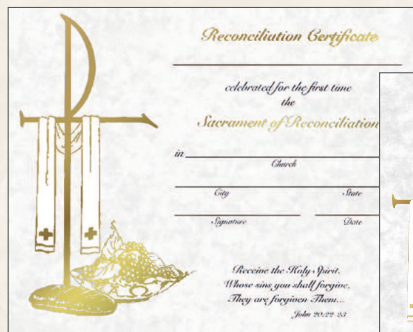 Reconciliation Certificate
celebrated for the first time
the
Sacrament of Reconciliation
in
Church
City State
Signature Date
Receive the Holy Spirit.
Whose sins you shall forgive,
They are forgiven Them...
John 20:22-23